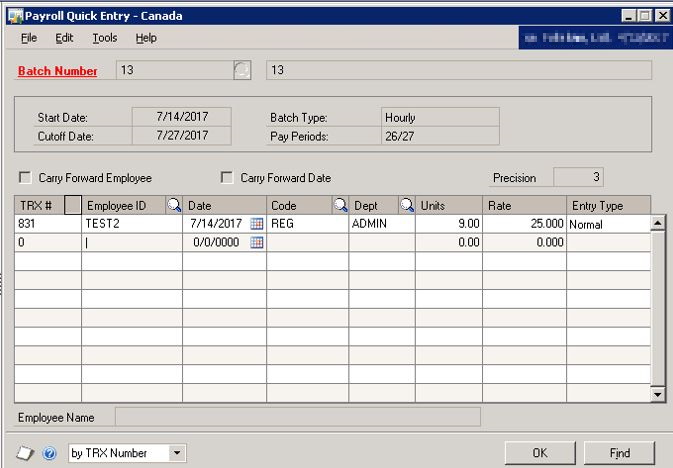 Payroll Quick Entry - Canada
File Edit Tools Help
Batch Number 13 13
Start Date: 7/14/2017 Batch Type: Hourly
Cutoff Date: 7/27/2017 Pay Periods: 26/27
Carry Forward Employee Carry Forward Date Precision 3
TRX # Employee ID Date Code Dept Units Rate Entry Type
831 TEST2 7/14/2017 REG ADMIN 9.00 25.000 Normal
0 0/0/0000 0.00 0.000
Employee Name
by TRX Number OK Find